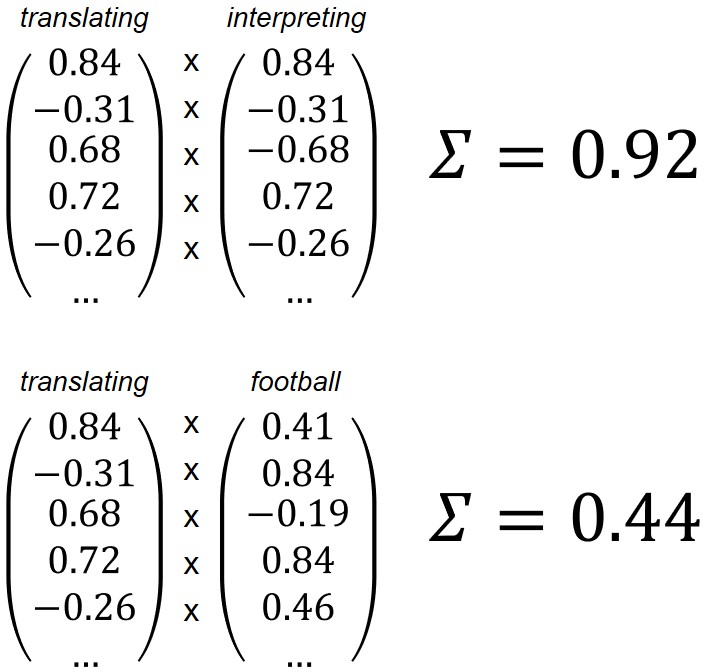 translating interpreting
0.84 x 0.84
−0.31 x −0.31
0.68 x −0.68
0.72 x 0.72
−0.26 x −0.26
... ...
Σ = 0.92
translating football
0.84 x 0.41
−0.31 x 0.84
0.68 x −0.19
0.72 x 0.84
−0.26 x 0.46
... ...
Σ = 0.44